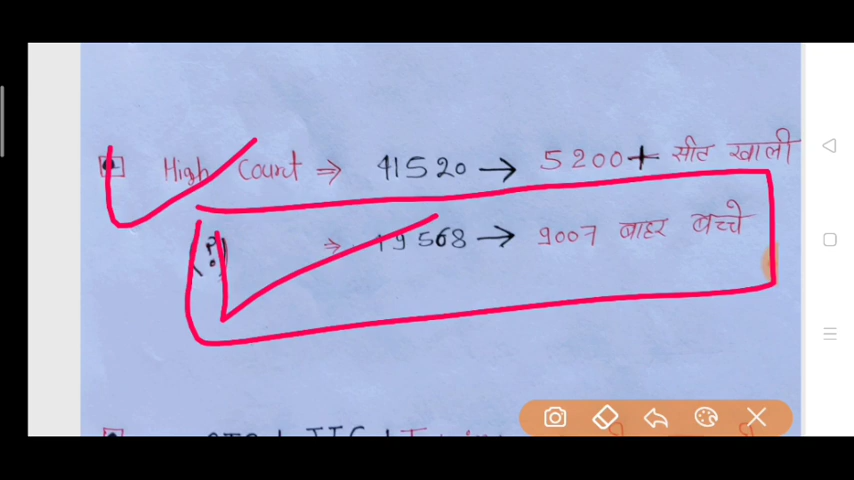 High Court ⇒ 41520 → 5200+ सीट खाली
(?) ⇒ 19568 → 9007 बाहर बच्चे